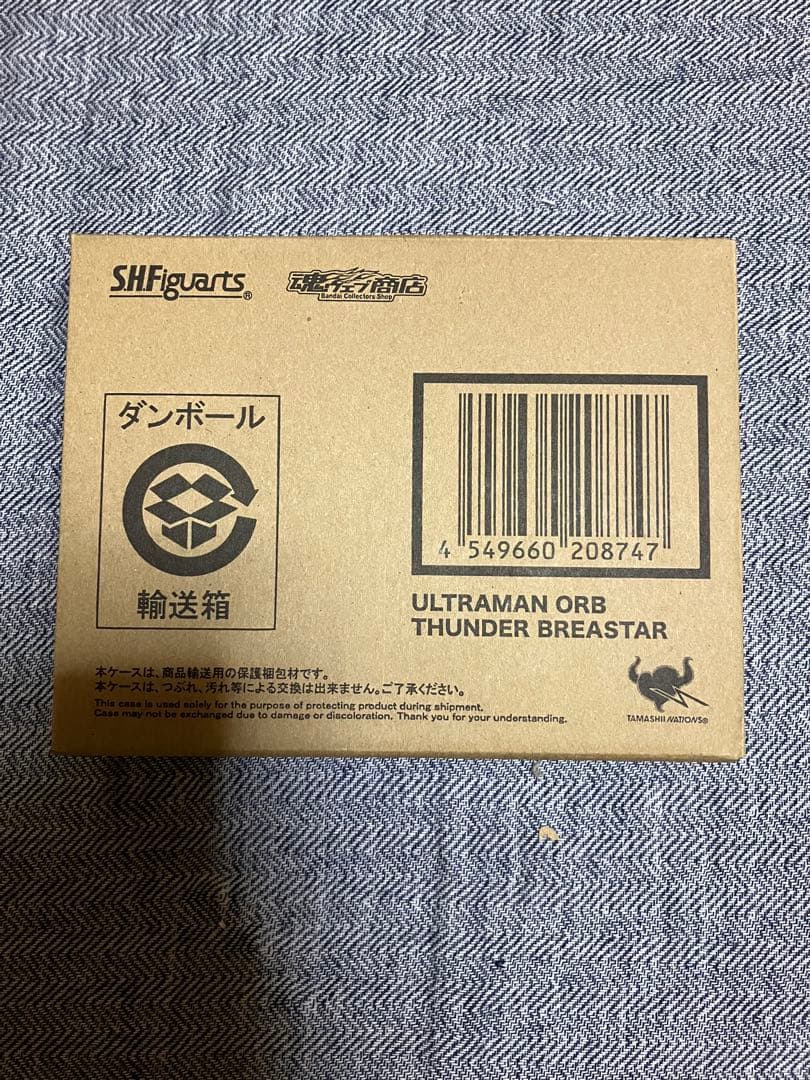 S.H.Figuarts®
魂ウェブ商店
Bandai Collectors Shop
ダンボール
輸送箱
4 549660 208747
ULTRAMAN ORB
THUNDER BREASTAR
本ケースは、商品輸送用の保護梱包材です。
本ケースは、つぶれ、汚れ等による交換は出来ません。ご了承ください。
This case is used solely for the purpose of protecting product during shipment.
Case may not be exchanged due to damage or discoloration. Thank you for your understanding.
TAMASHII NATIONS®